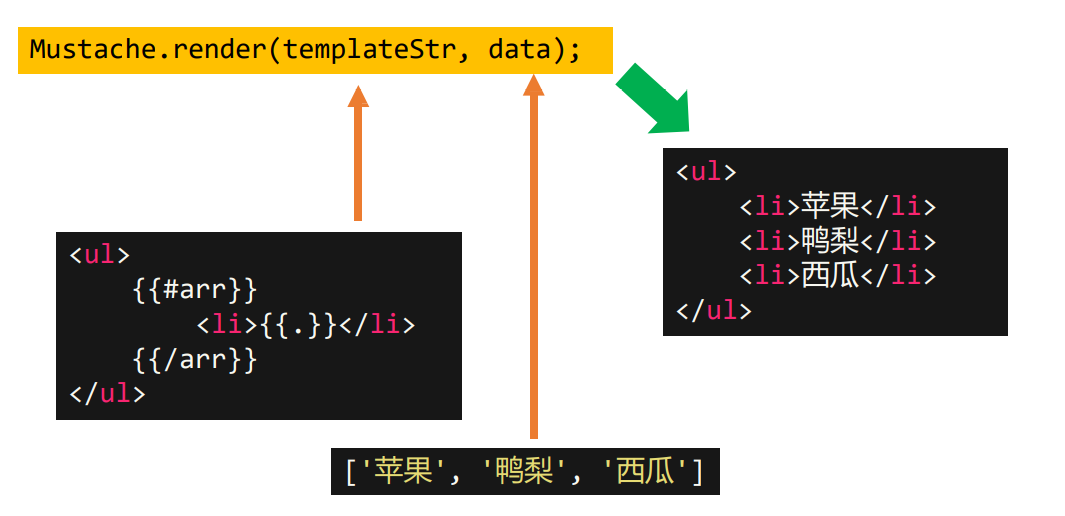 Mustache.render(templateStr, data);
<ul>
    {{#arr}}
        <li>{{.}}</li>
    {{/arr}}
</ul>
['苹果', '鸭梨', '西瓜']
<ul>
    <li>苹果</li>
    <li>鸭梨</li>
    <li>西瓜</li>
</ul>